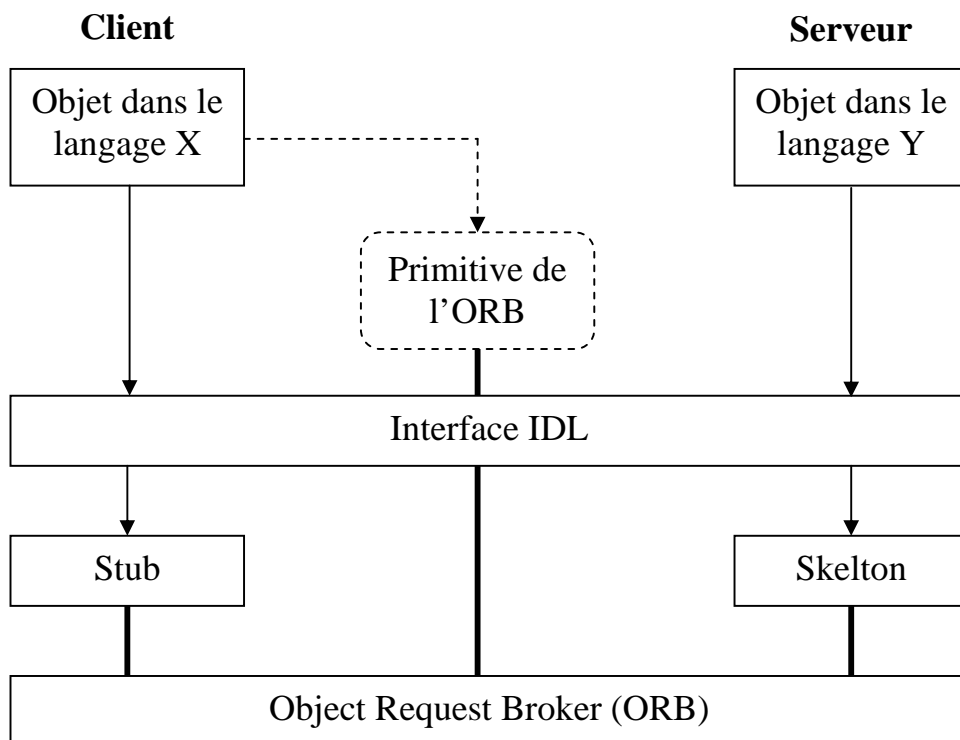 Client
Serveur
Objet dans le
langage X
Objet dans le
langage Y
Primitive de
l’ORB
Interface IDL
Stub
Skelton
Object Request Broker (ORB)